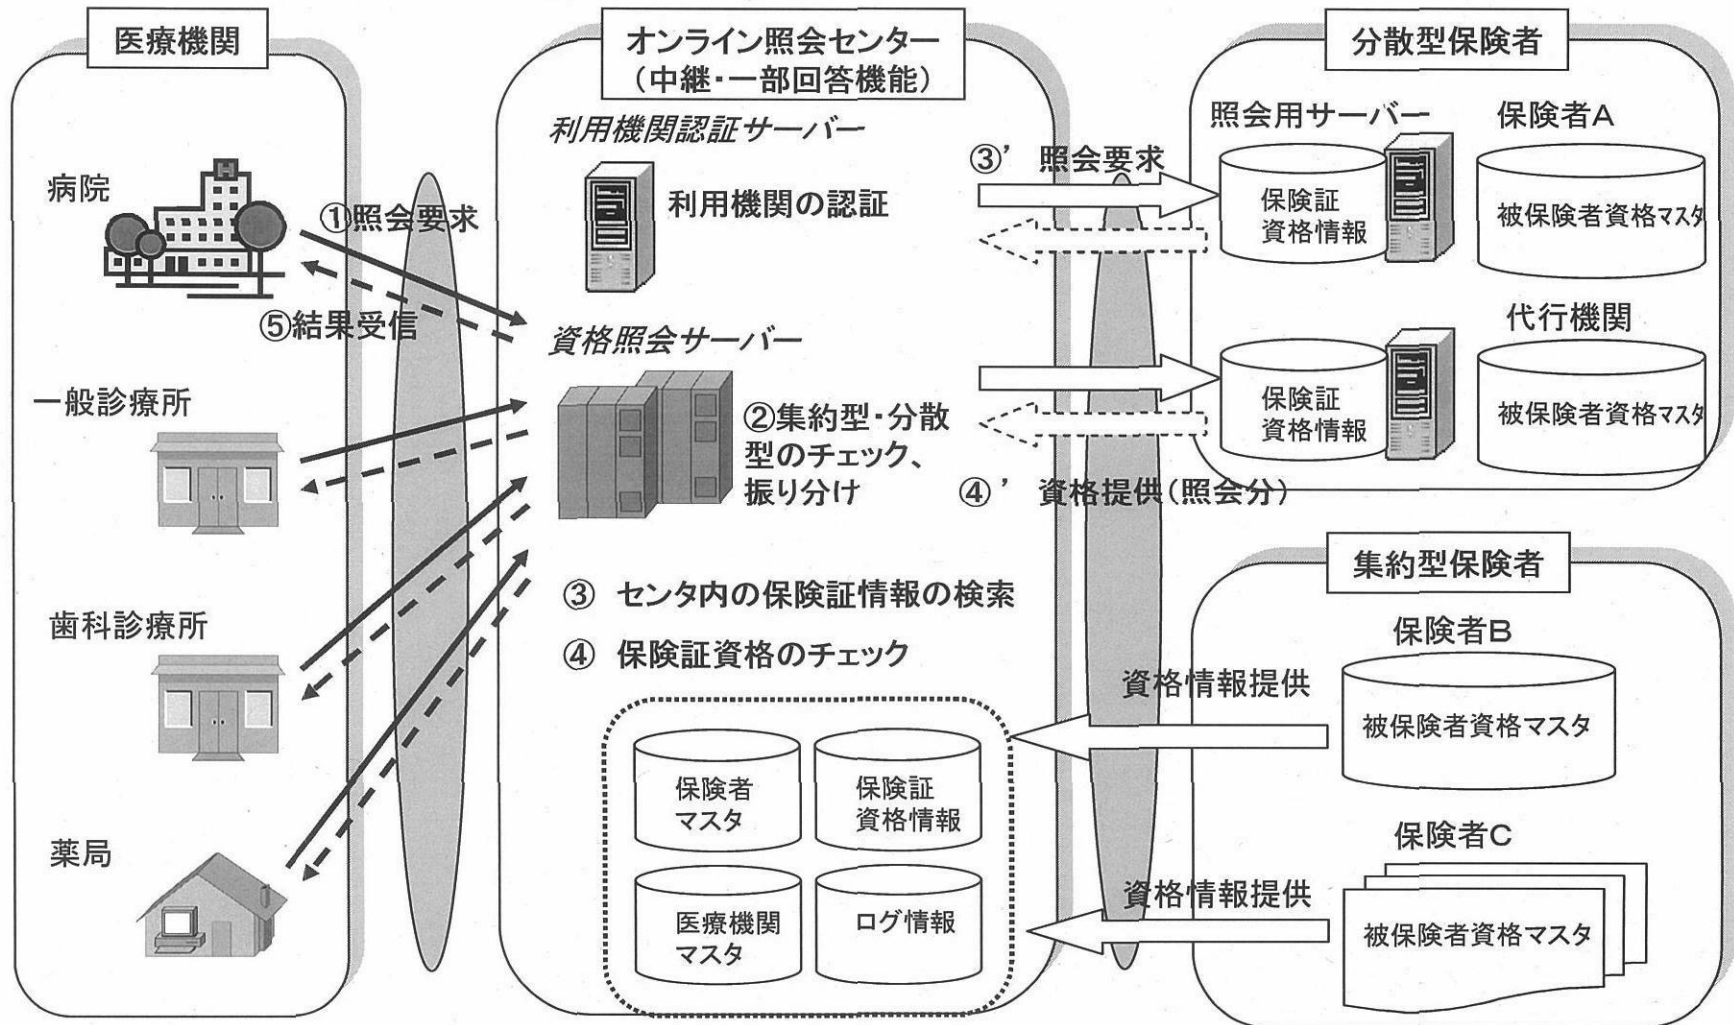 医療機関
病院
①照会要求
⑤結果受信
一般診療所
歯科診療所
薬局
オンライン照会センター
(中継・一部回答機能)
利用機関認証サーバー
利用機関の認証
資格照会サーバー
②集約型・分散
型のチェック、
振り分け
③ センタ内の保険証情報の検索
④ 保険証資格のチェック
保険者
マスタ
保険証
資格情報
医療機関
マスタ
ログ情報
③’ 照会要求
④’ 資格提供(照会分)
分散型保険者
照会用サーバー
保険者A
保険証
資格情報
被保険者資格マスタ
代行機関
保険証
資格情報
被保険者資格マスタ
集約型保険者
保険者B
資格情報提供
被保険者資格マスタ
保険者C
資格情報提供
被保険者資格マスタ
H